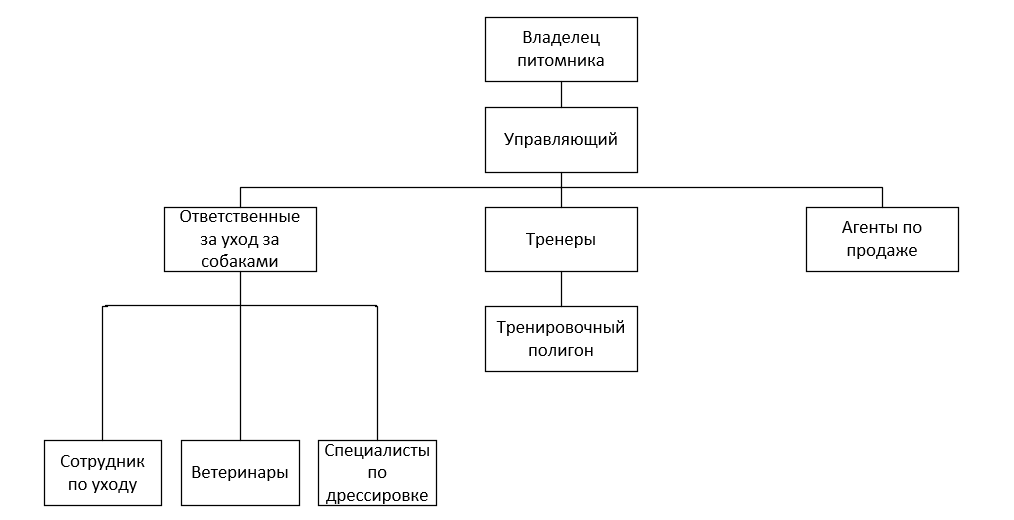 Владелец
питомника
Управляющий
Ответственные
за уход за
собаками
Тренеры
Агенты по
продаже
Тренировочный
полигон
Сотрудник
по уходу
Ветеринары
Специалисты
по
дрессировке